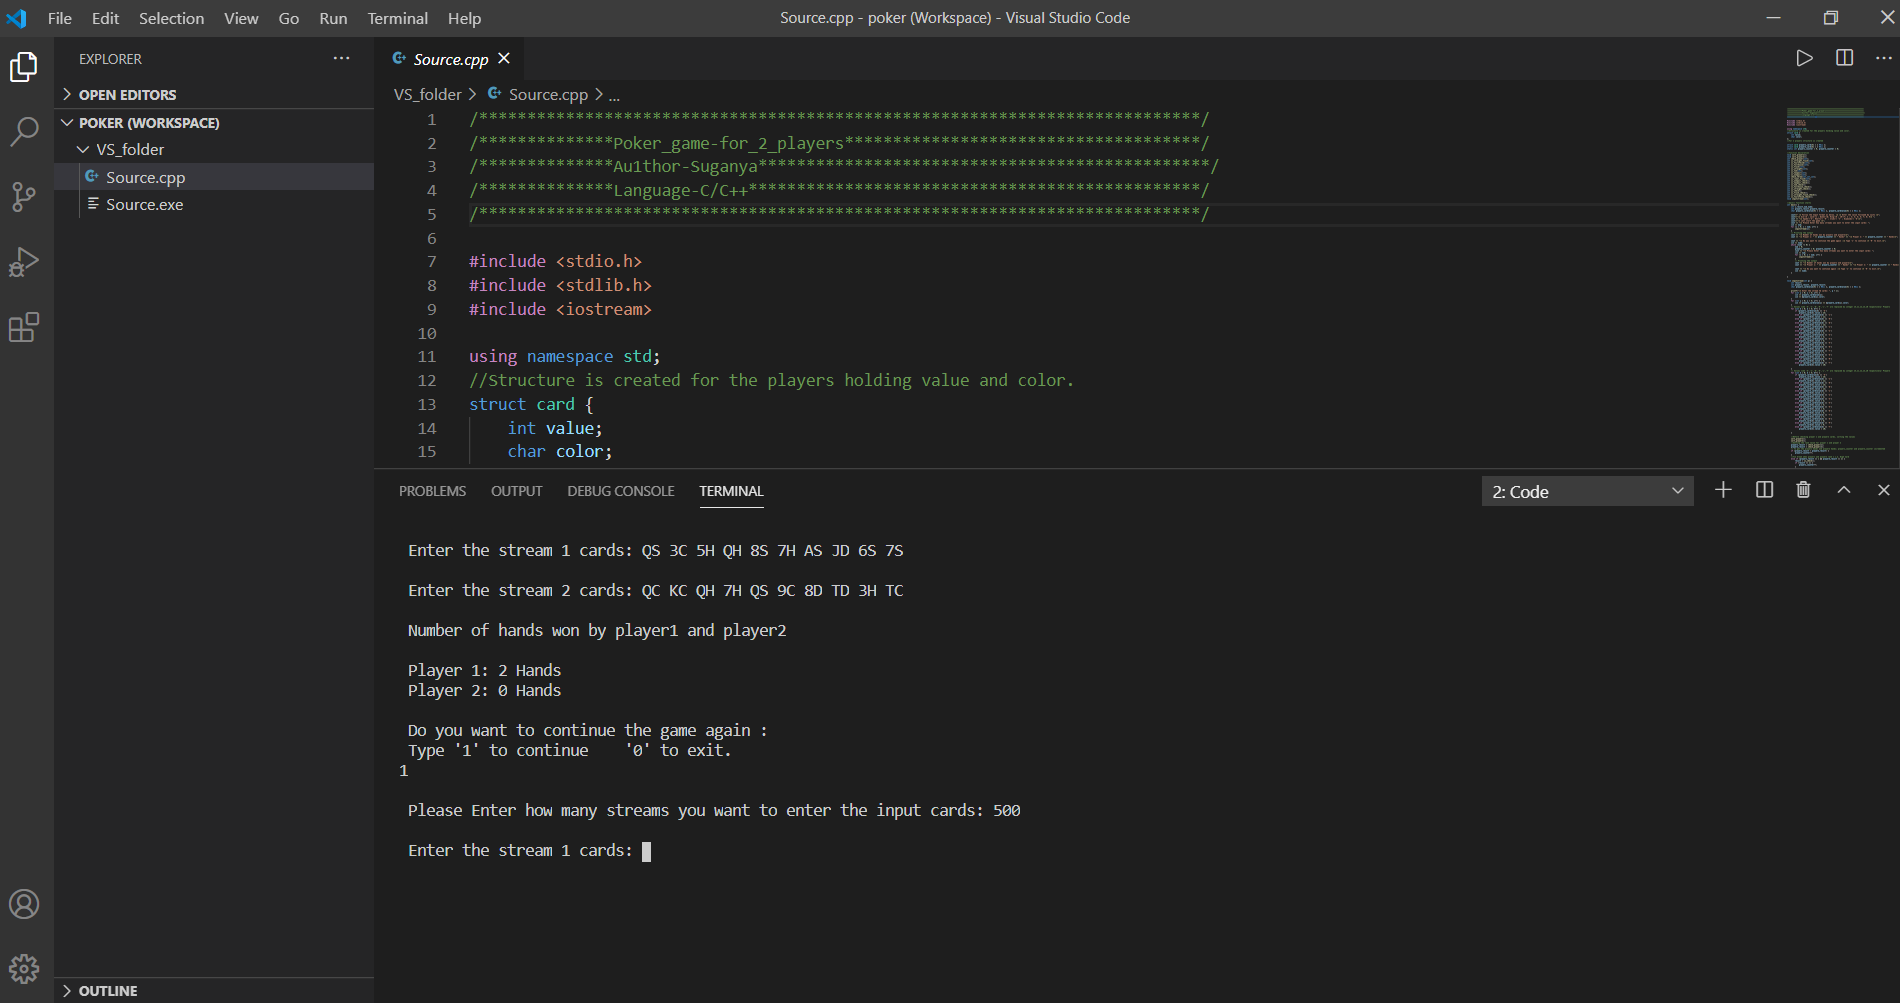 File Edit Selection View Go Run Terminal Help
Source.cpp - poker (Workspace) - Visual Studio Code
EXPLORER
OPEN EDITORS
POKER (WORKSPACE)
VS_folder
Source.cpp
Source.exe
OUTLINE
Source.cpp
VS_folder > Source.cpp > ...
1 /***************************************************************************/
2 /**************Poker_game-for_2_players*************************************/
3 /**************Au1thor-Suganya***********************************************/
4 /**************Language-C/C++***********************************************/
5 /***************************************************************************/
6
7 #include <stdio.h>
8 #include <stdlib.h>
9 #include <iostream>
10
11 using namespace std;
12 //Structure is created for the players holding value and color.
13 struct card {
14 int value;
15 char color;
PROBLEMS OUTPUT DEBUG CONSOLE TERMINAL
2: Code
Enter the stream 1 cards: QS 3C 5H QH 8S 7H AS JD 6S 7S
Enter the stream 2 cards: QC KC QH 7H QS 9C 8D TD 3H TC
Number of hands won by player1 and player2
Player 1: 2 Hands
Player 2: 0 Hands
Do you want to continue the game again :
Type '1' to continue    '0' to exit.
1
Please Enter how many streams you want to enter the input cards: 500
Enter the stream 1 cards: